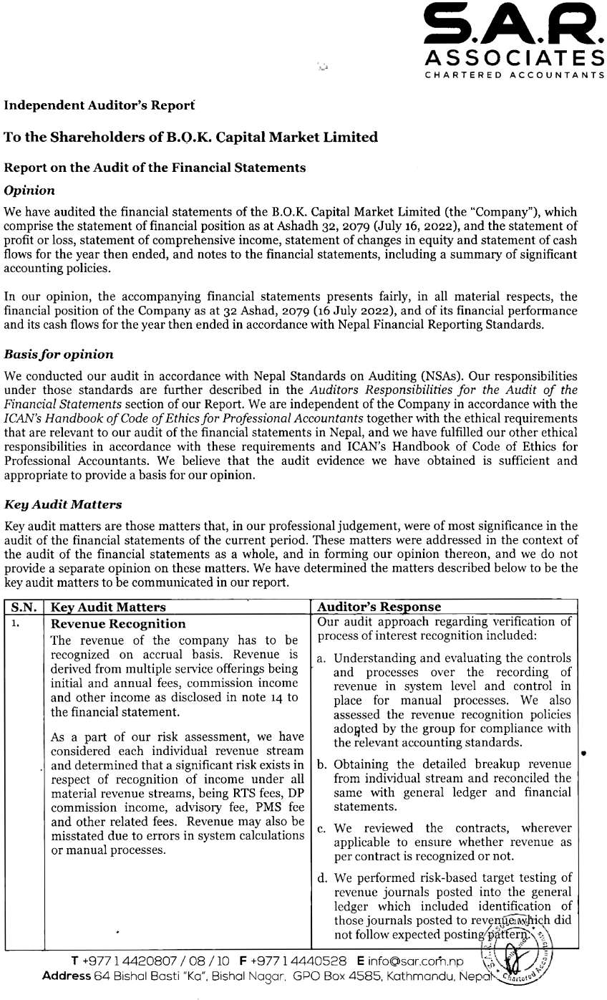 S.A.R.
ASSOCIATES
CHARTERED ACCOUNTANTS
Independent Auditor's Report
To the Shareholders of B.O.K. Capital Market Limited
Report on the Audit of the Financial Statements
Opinion
We have audited the financial statements of the B.O.K. Capital Market Limited (the “Company”), which
comprise the statement of financial position as at Ashadh 32, 2079 (July 16, 2022), and the statement of
profit or loss, statement of comprehensive income, statement of changes in equity and statement of cash
flows for the year then ended, and notes to the financial statements, including a summary of significant
accounting policies.
In our opinion, the accompanying financial statements presents fairly, in all material respects, the
financial position of the Company as at 32 Ashad, 2079 (16 July 2022), and of its financial performance
and its cash flows for the year then ended in accordance with Nepal Financial Reporting Standards.
Basis for opinion
We conducted our audit in accordance with Nepal Standards on Auditing (NSAs). Our responsibilities
under those standards are further described in the Auditors Responsibilities for the Audit of the
Financial Statements section of our Report. We are independent of the Company in accordance with the
ICAN's Handbook of Code of Ethics for Professional Accountants together with the ethical requirements
that are relevant to our audit of the financial statements in Nepal, and we have fulfilled our other ethical
responsibilities in accordance with these requirements and ICAN's Handbook of Code of Ethics for
Professional Accountants. We believe that the audit evidence we have obtained is sufficient and
appropriate to provide a basis for our opinion.
Key Audit Matters
Key audit matters are those matters that, in our professional judgement, were of most significance in the
audit of the financial statements of the current period. These matters were addressed in the context of
the audit of the financial statements as a whole, and in forming our opinion thereon, and we do not
provide a separate opinion on these matters. We have determined the matters described below to be the
key audit matters to be communicated in our report.
S.N. Key Audit Matters Auditor's Response
1. Revenue Recognition
The revenue of the company has to be
recognized on accrual basis. Revenue is
derived from multiple service offerings being
initial and annual fees, commission income
and other income as disclosed in note 14 to
the financial statement.
As a part of our risk assessment, we have
considered each individual revenue stream
and determined that a significant risk exists in
respect of recognition of income under all
material revenue streams, being RTS fees, DP
commission income, advisory fee, PMS fee
and other related fees. Revenue may also be
misstated due to errors in system calculations
or manual processes.
Our audit approach regarding verification of
process of interest recognition included:
a. Understanding and evaluating the controls
and processes over the recording of
revenue in system level and control in
place for manual processes. We also
assessed the revenue recognition policies
adopted by the group for compliance with
the relevant accounting standards.
b. Obtaining the detailed breakup revenue
from individual stream and reconciled the
same with general ledger and financial
statements.
c. We reviewed the contracts, wherever
applicable to ensure whether revenue as
per contract is recognized or not.
d. We performed risk-based target testing of
revenue journals posted into the general
ledger which included identification of
those journals posted to revenue which did
not follow expected posting pattern.
T +977 1 4420807 / 08 / 10 F +977 1 4440528 E info@sar.com.np
Address 64 Bishal Basti "Ka", Bishal Nagar, GPO Box 4585, Kathmandu, Nepal